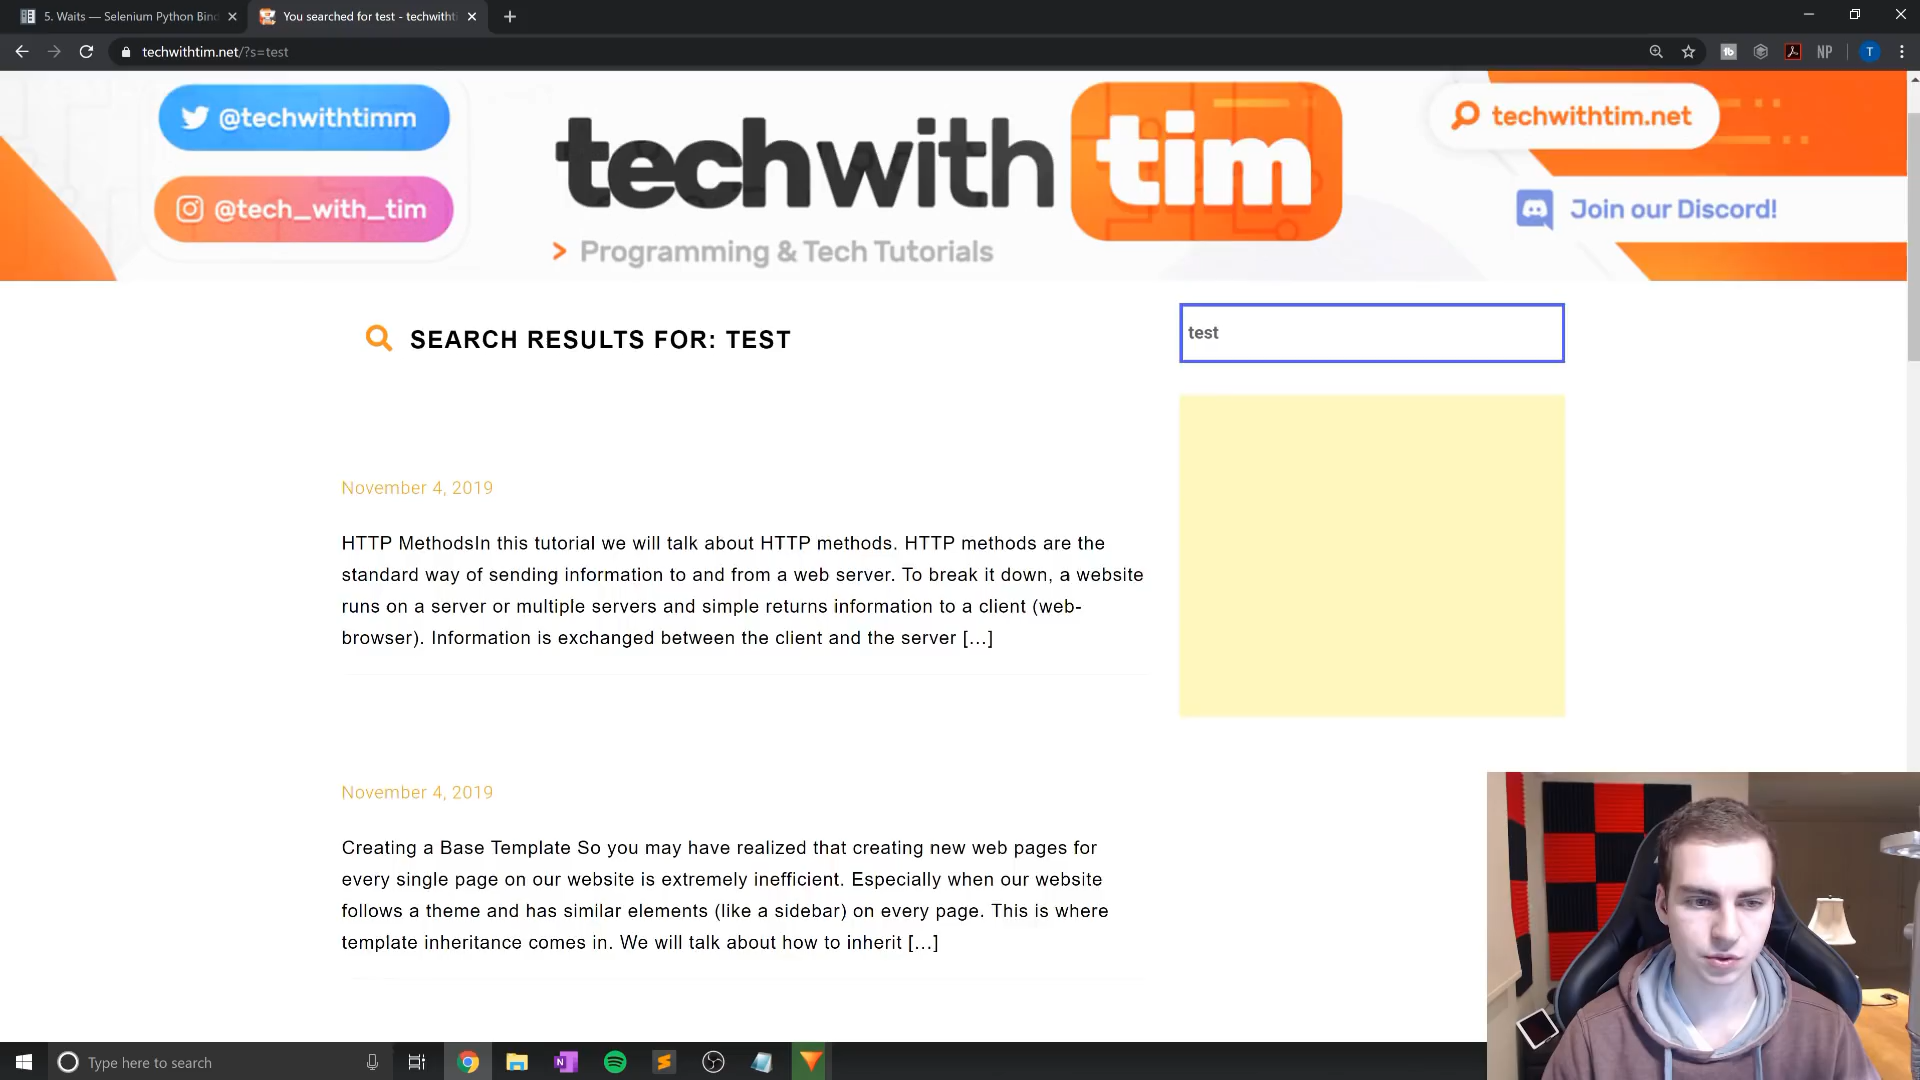 5. Waits — Selenium Python Bind
You searched for test - techwitht
techwithtim.net/?s=test
NP
T
@techwithtimm
@tech_with_tim
techwith tim
> Programming & Tech Tutorials
techwithtim.net
Join our Discord!
SEARCH RESULTS FOR: TEST
test
November 4, 2019
HTTP MethodsIn this tutorial we will talk about HTTP methods. HTTP methods are the
standard way of sending information to and from a web server. To break it down, a website
runs on a server or multiple servers and simple returns information to a client (web-
browser). Information is exchanged between the client and the server […]
November 4, 2019
Creating a Base Template So you may have realized that creating new web pages for
every single page on our website is extremely inefficient. Especially when our website
follows a theme and has similar elements (like a sidebar) on every page. This is where
template inheritance comes in. We will talk about how to inherit […]
Type here to search